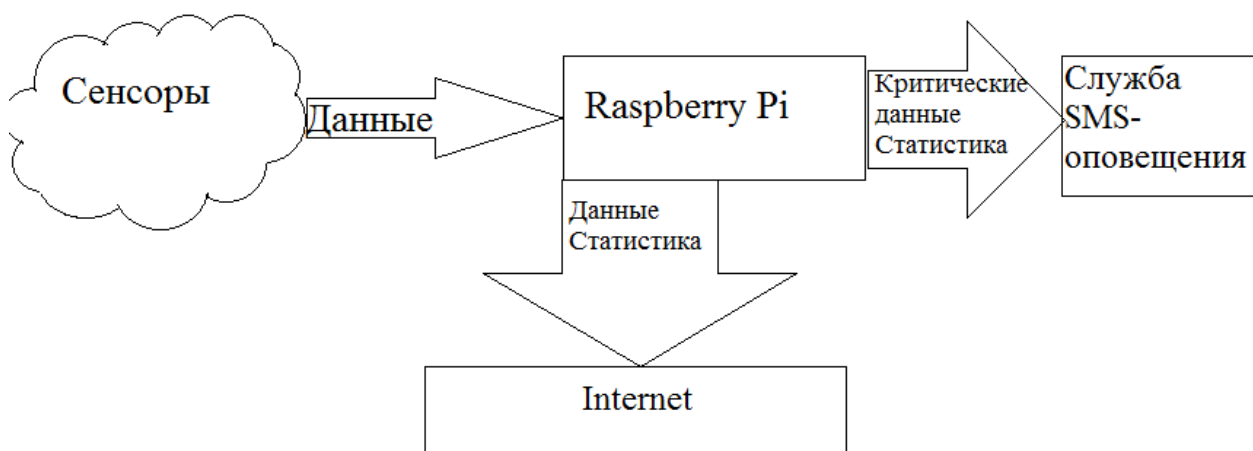 Сенсоры
Данные
Raspberry Pi
Критические
данные
Статистика
Служба
SMS-
оповещения
Данные
Статистика
Internet